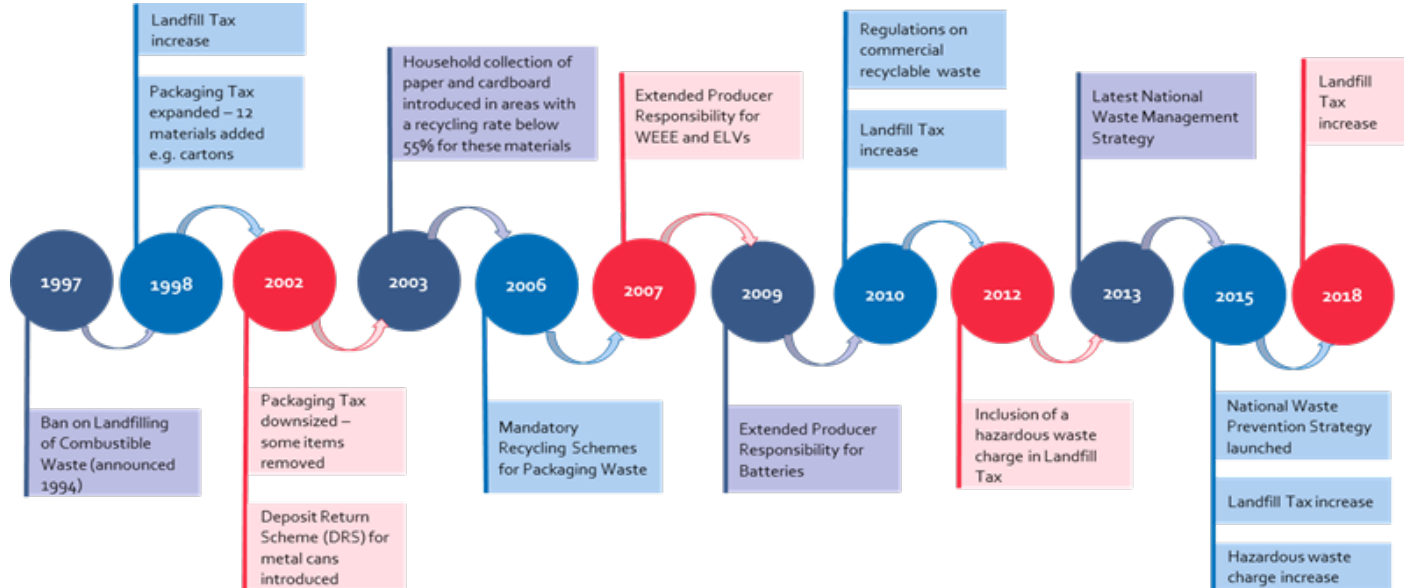 Landfill Tax
increase
Packaging Tax
expanded – 12
materials added
e.g. cartons
Household collection of
paper and cardboard
introduced in areas with
a recycling rate below
55% for these materials
Extended Producer
Responsibility for
WEEE and ELVs
Regulations on
commercial
recyclable waste
Landfill Tax
increase
Latest National
Waste Management
Strategy
Landfill
Tax
increase
1997
1998
2002
2003
2006
2007
2009
2010
2012
2013
2015
2018
Ban on Landfilling
of Combustible
Waste (announced
1994)
Packaging Tax
downsized –
some items
removed
Deposit Return
Scheme (DRS) for
metal cans
introduced
Mandatory
Recycling Schemes
for Packaging Waste
Extended Producer
Responsibility for
Batteries
Inclusion of a
hazardous waste
charge in Landfill
Tax
National Waste
Prevention Strategy
launched
Landfill Tax increase
Hazardous waste
charge increase